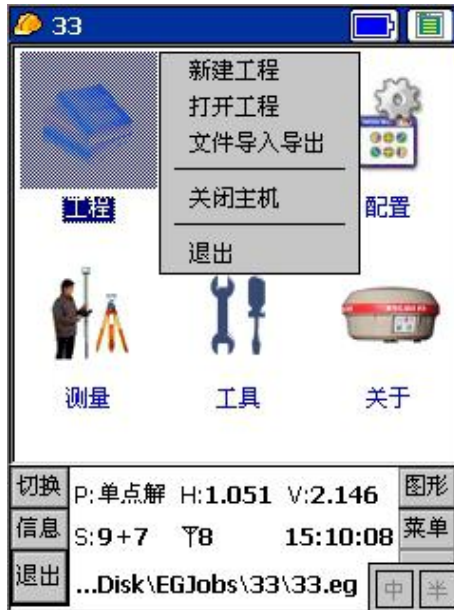 33
新建工程
打开工程
文件导入导出
关闭主机
退出
工程
配置
测量
工具
关于
切换
P:单点解 H:1.051 V:2.146
图形
信息
S:9+7 8 15:10:08
菜单
退出
...Disk\EGJobs\33\33.eg
中 半